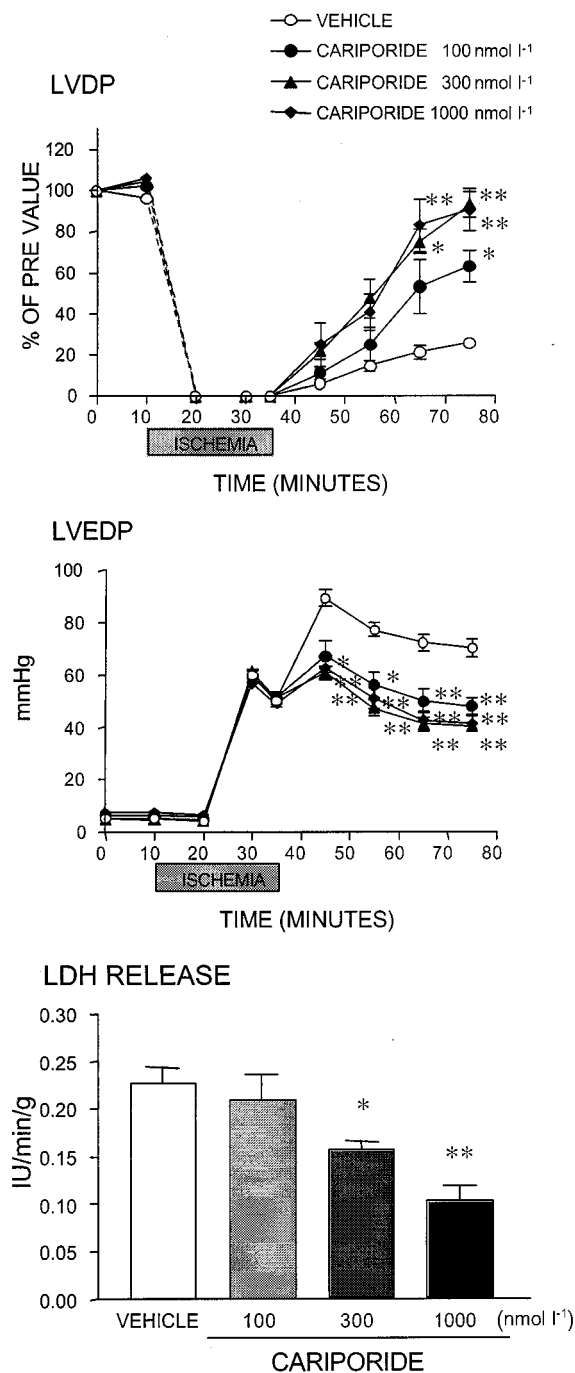 VEHICLE
CARIPORIDE 100 nmol l-1
CARIPORIDE 300 nmol l-1
CARIPORIDE 1000 nmol l-1
LVDP
120
100
80
60
40
20
0
% OF PRE VALUE
** **
**
*
*
0 10 20 30 40 50 60 70 80
ISCHEMIA
TIME (MINUTES)
LVEDP
100
80
60
40
20
0
mmHg
* *
** ** ** **
** ** **
** **
0 10 20 30 40 50 60 70 80
ISCHEMIA
TIME (MINUTES)
LDH RELEASE
0.30
0.25
0.20
0.15
0.10
0.05
0.00
IU/min/g
*
**
VEHICLE 100 300 1000 (nmol l-1)
CARIPORIDE